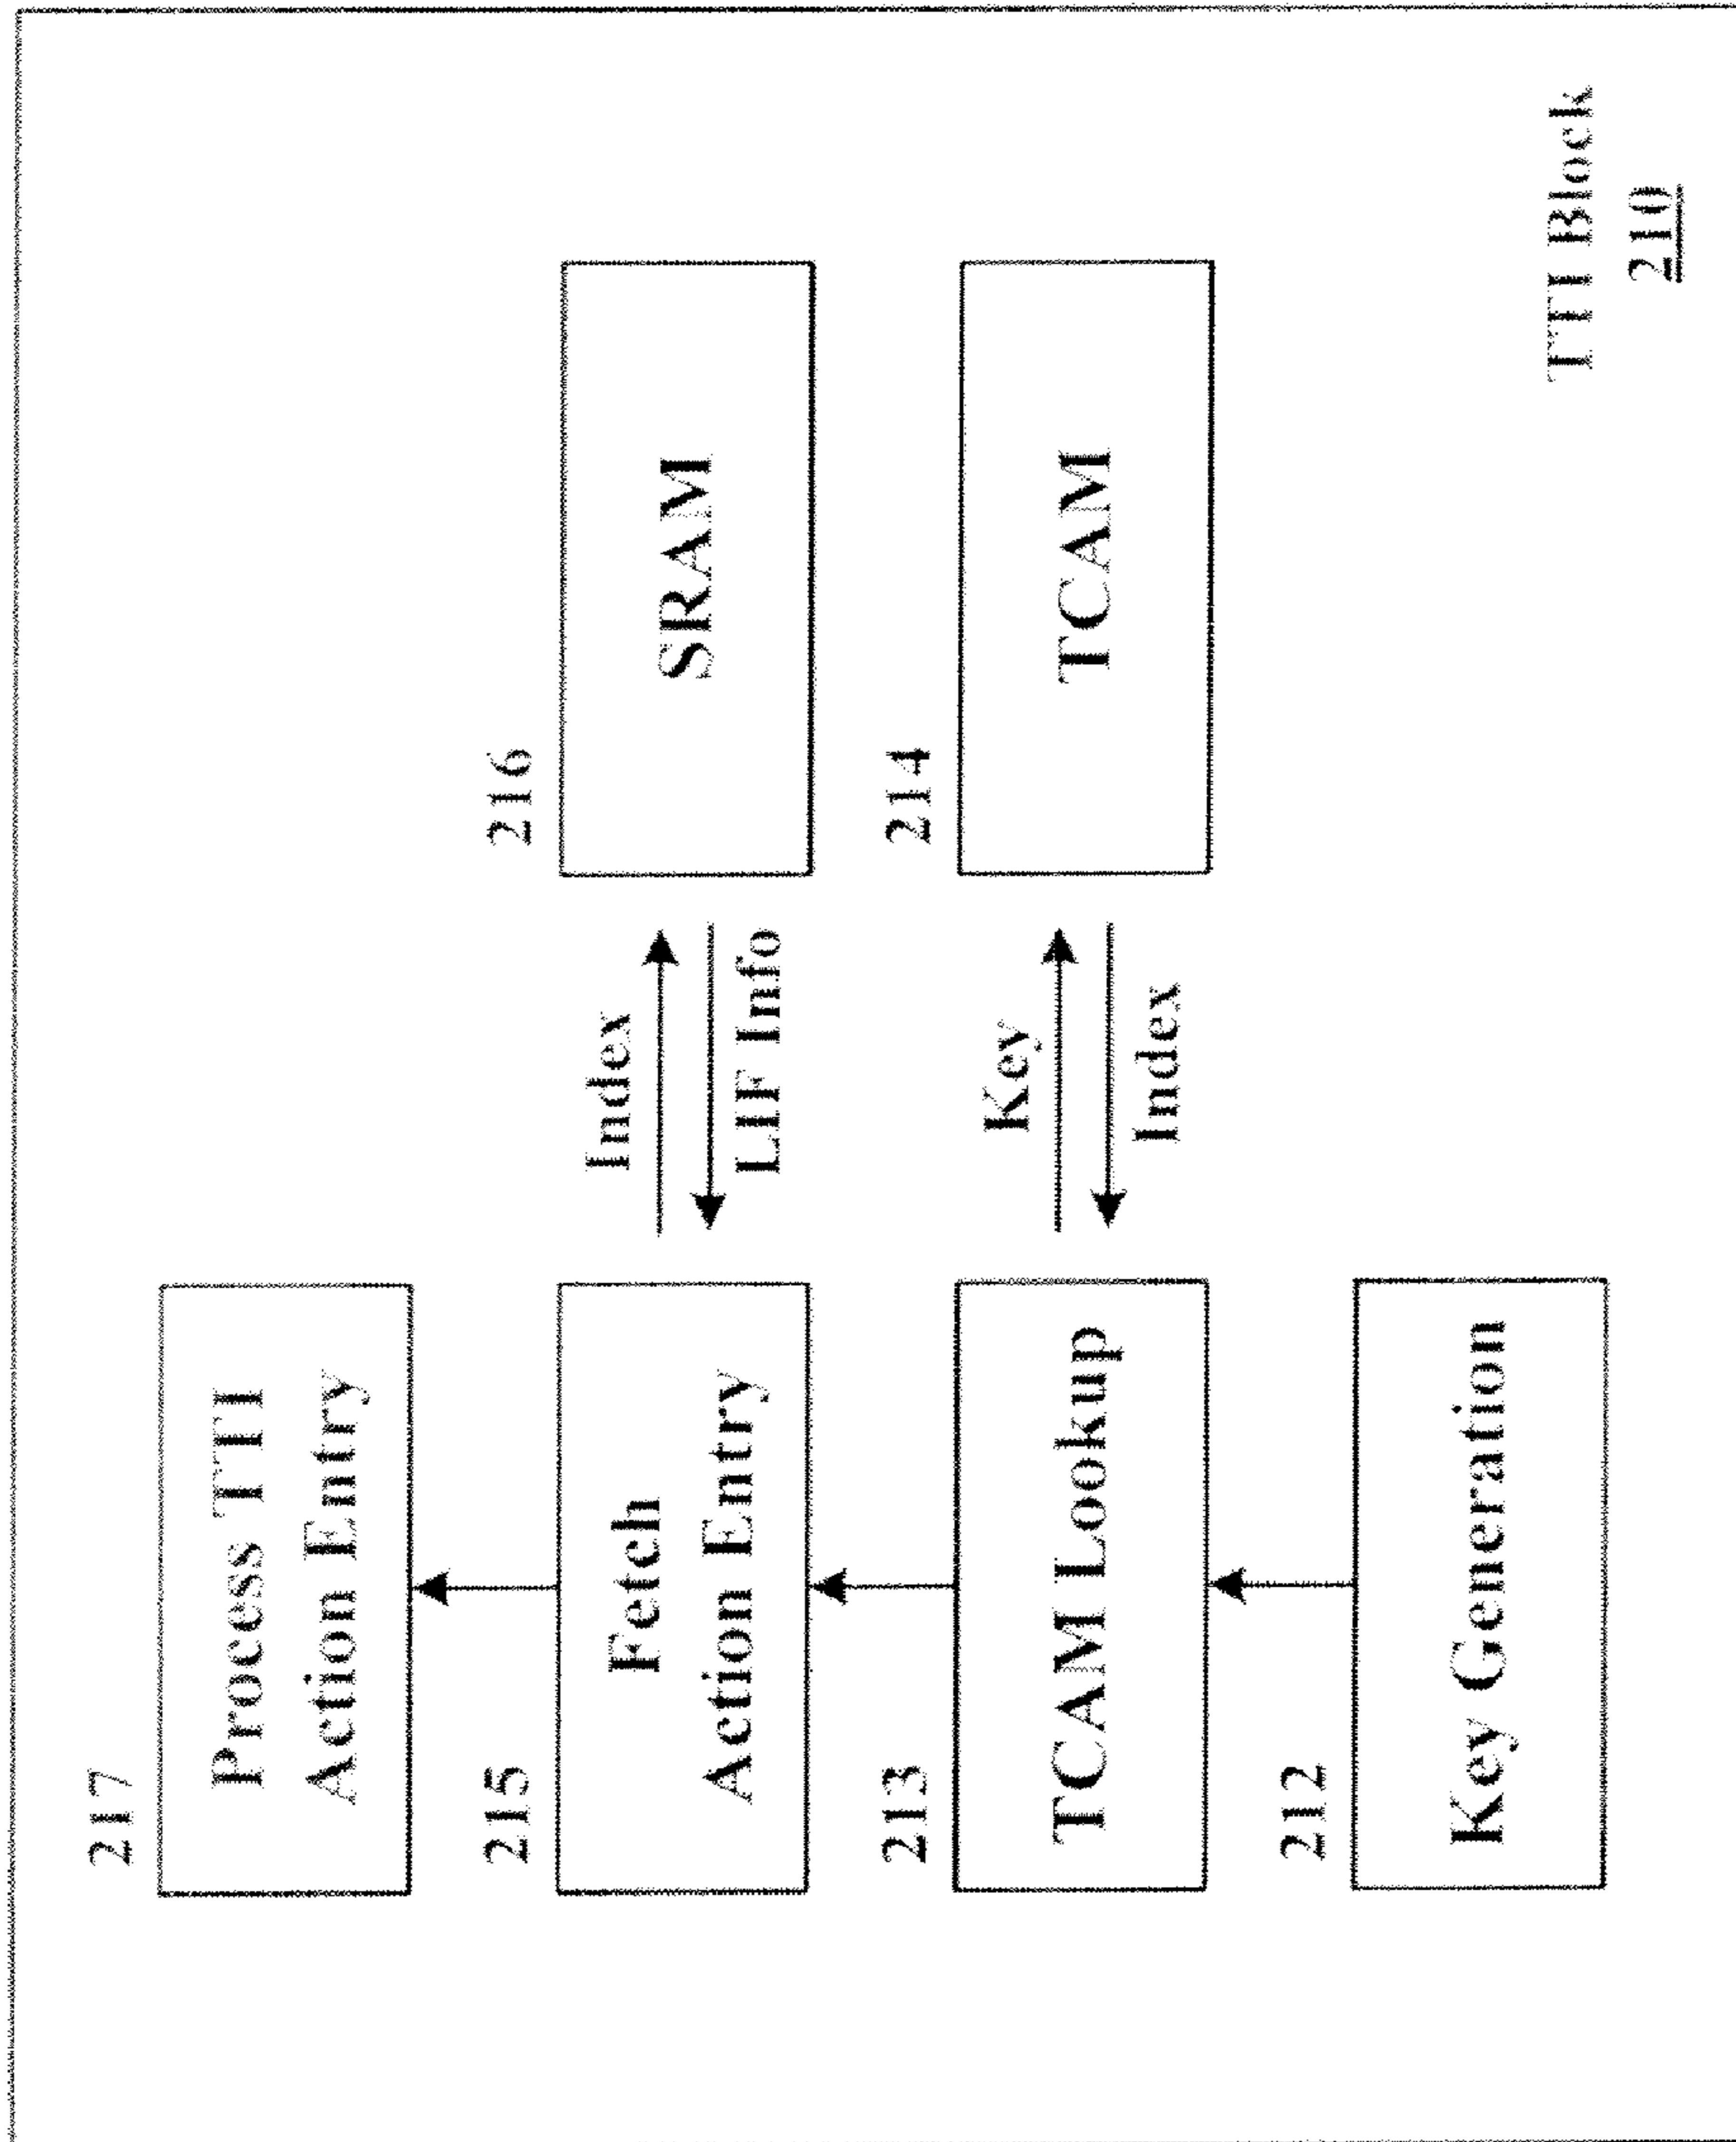 217
Process TTI
Action Entry
215
Fetch
Action Entry
Index
LIF Info
216
SRAM
213
TCAM Lookup
Key
Index
214
TCAM
212
Key Generation
TTI Block
210